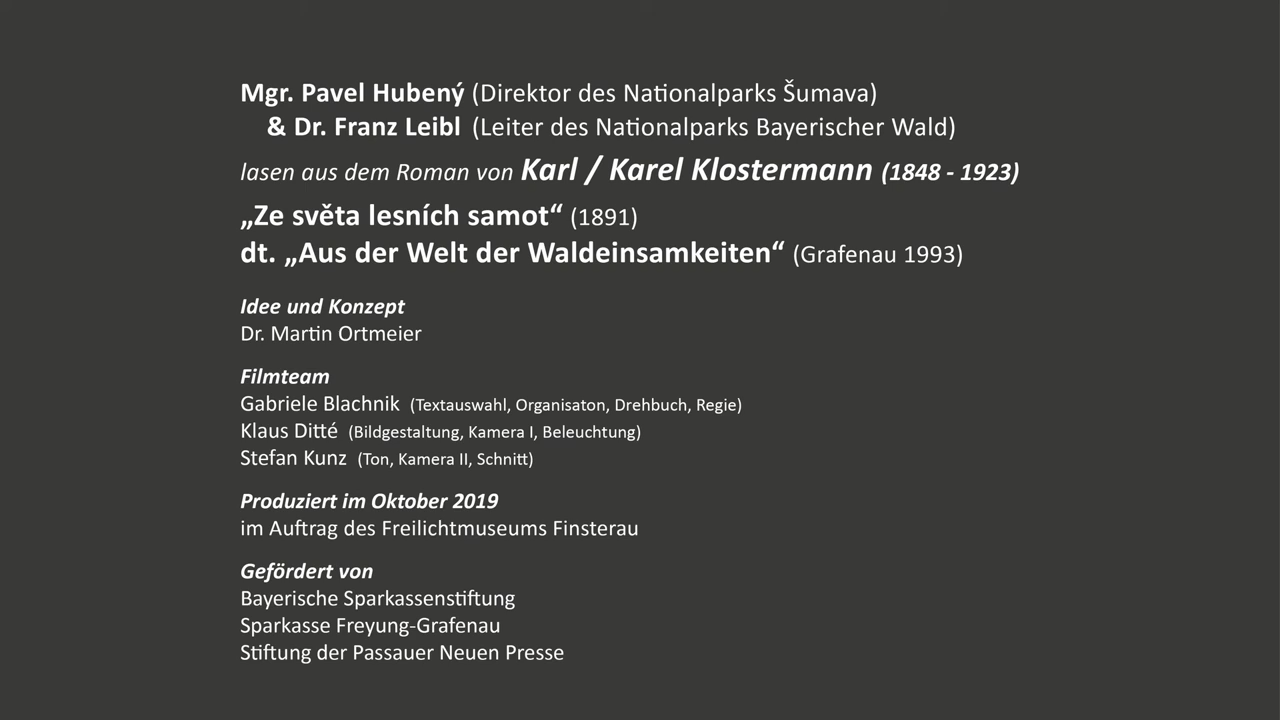 Mgr. Pavel Hubený (Direktor des Nationalparks Šumava)
& Dr. Franz Leibl (Leiter des Nationalparks Bayerischer Wald)
lasen aus dem Roman von Karl / Karel Klostermann (1848 - 1923)
„Ze světa lesních samot“ (1891)
dt. „Aus der Welt der Waldeinsamkeiten“ (Grafenau 1993)
Idee und Konzept
Dr. Martin Ortmeier
Filmteam
Gabriele Blachnik (Textauswahl, Organisaton, Drehbuch, Regie)
Klaus Ditté (Bildgestaltung, Kamera I, Beleuchtung)
Stefan Kunz (Ton, Kamera II, Schnitt)
Produziert im Oktober 2019
im Auftrag des Freilichtmuseums Finsterau
Gefördert von
Bayerische Sparkassenstiftung
Sparkasse Freyung-Grafenau
Stiftung der Passauer Neuen Presse